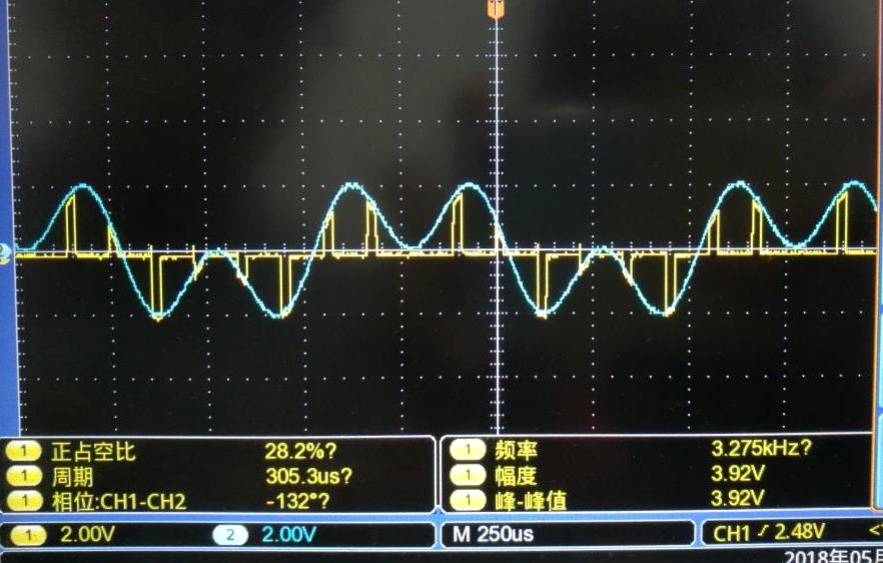 1 正占空比 28.2%?
1 周期 305.3us?
1 相位:CH1-CH2 -132°?
1 频率 3.275kHz?
1 幅度 3.92V
1 峰-峰值 3.92V
1 2.00V 2 2.00V M 250us CH1 2.48V <
2018年05月